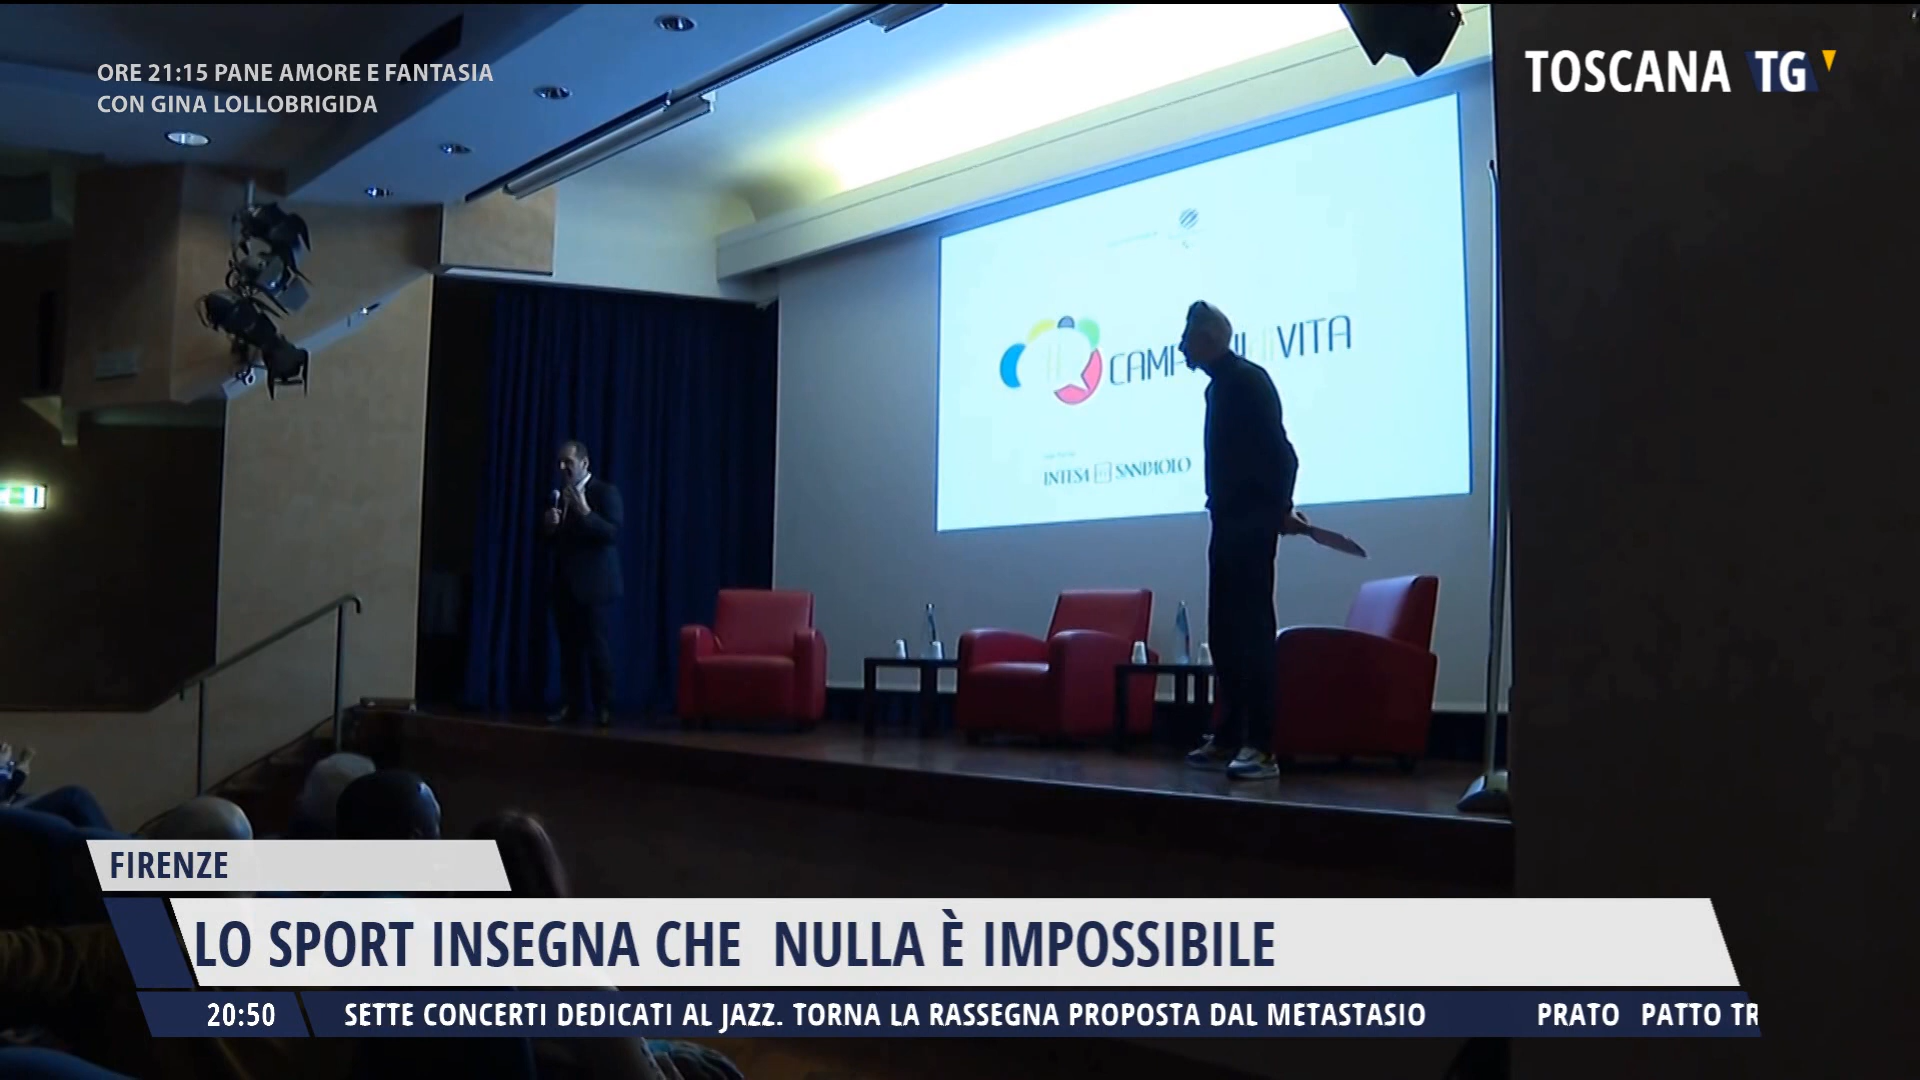 ORE 21:15 PANE AMORE E FANTASIA
CON GINA LOLLOBRIGIDA
TOSCANA TG
VITA
INTESA SANPAOLO
FIRENZE
LO SPORT INSEGNA CHE NULLA È IMPOSSIBILE
20:50 SETTE CONCERTI DEDICATI AL JAZZ. TORNA LA RASSEGNA PROPOSTA DAL METASTASIO PRATO PATTO TR